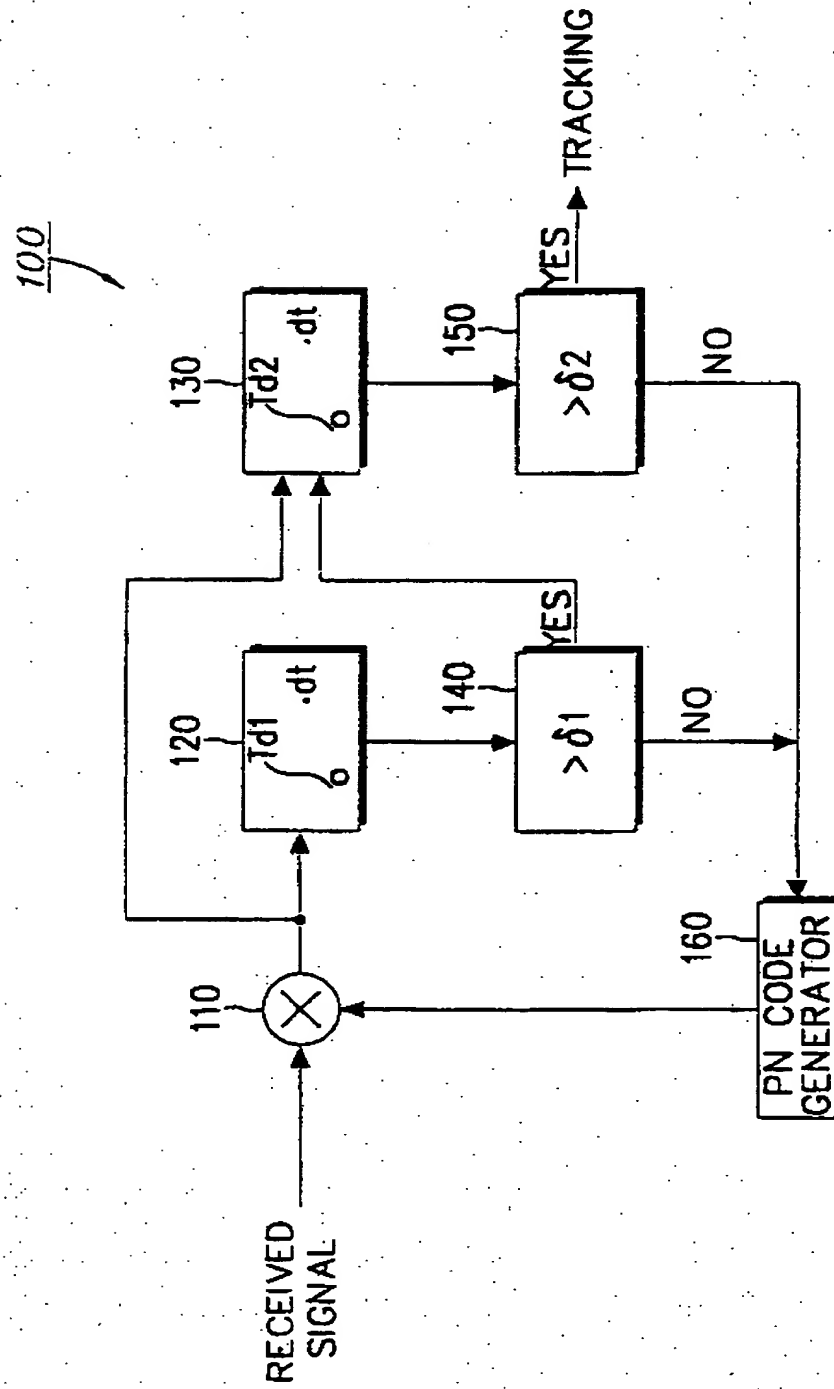 100
RECEIVED
SIGNAL
110
120
Td1
o
.dt
130
Td2
o
.dt
140
>δ1
YES
NO
150
>δ2
YES
TRACKING
NO
160
PN CODE
GENERATOR